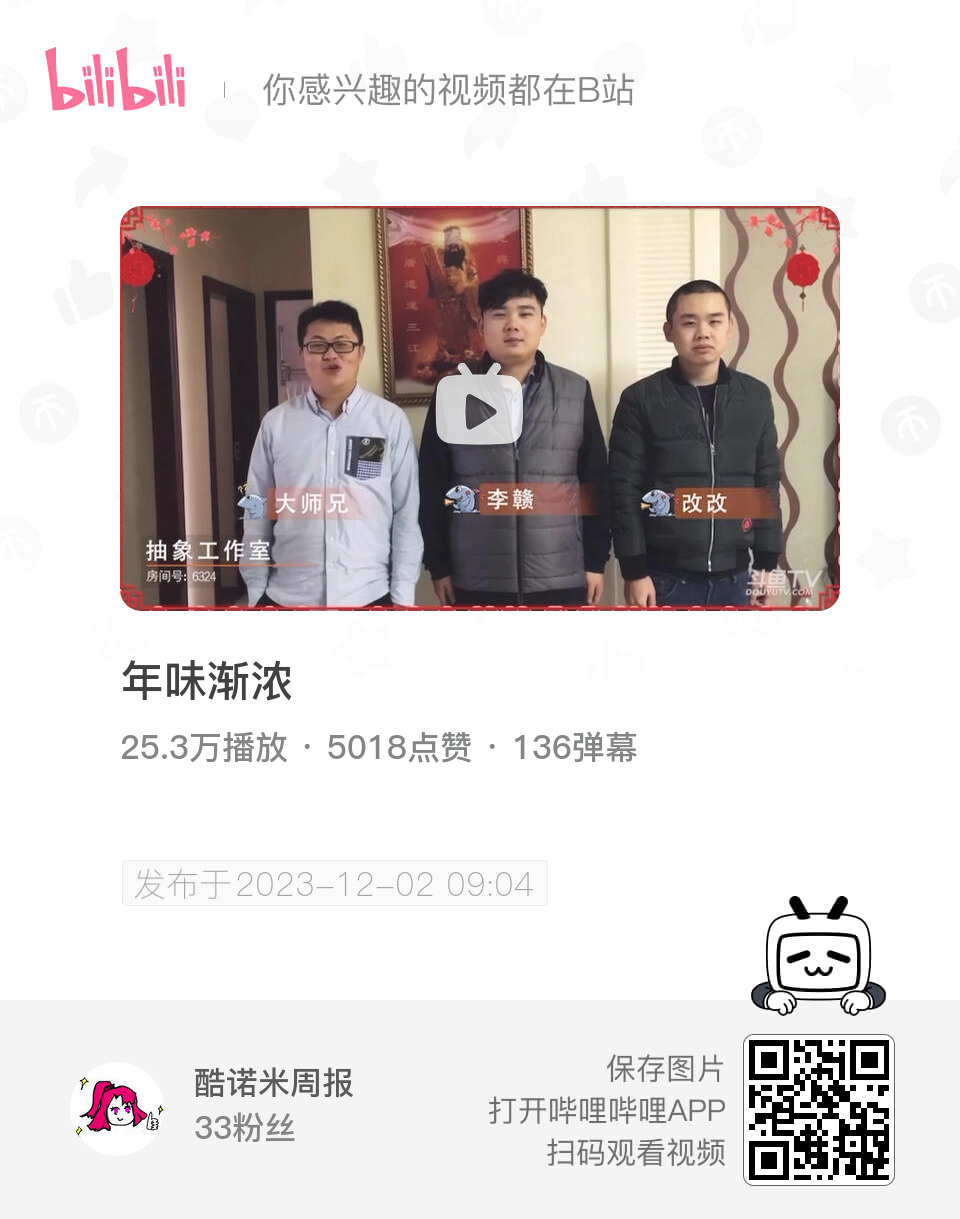 bilibili
你感兴趣的视频都在B站
大师兄
李赣
改改
抽象工作室
房间号: 6324
斗鱼TV
DOUYUTV.COM
年味渐浓
25.3万播放 · 5018点赞 · 136弹幕
发布于2023-12-02 09:04
酷诺米周报
33粉丝
保存图片
打开哔哩哔哩APP
扫码观看视频